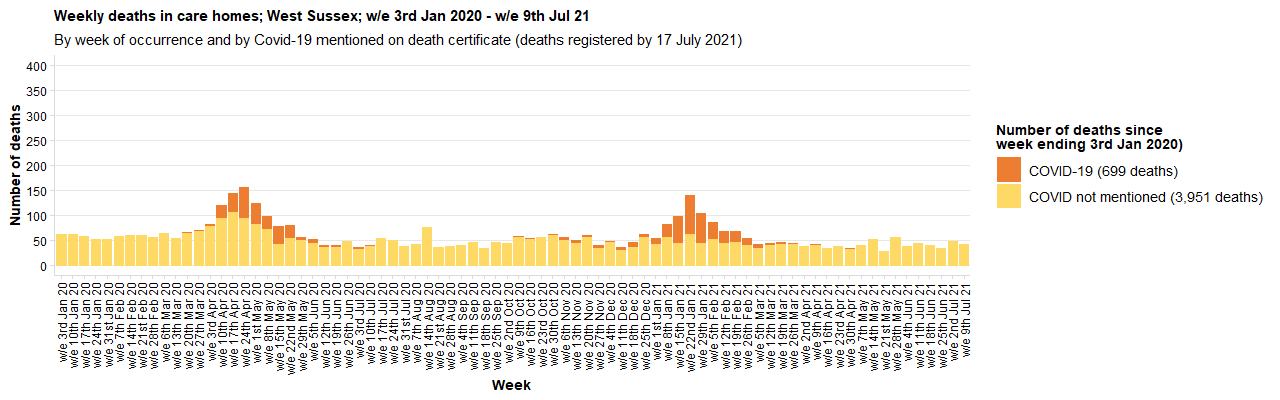 Weekly deaths in care homes; West Sussex; w/e 3rd Jan 2020 - w/e 9th Jul 21
By week of occurrence and by Covid-19 mentioned on death certificate (deaths registered by 17 July 2021)
Number of deaths
400
350
300
250
200
150
100
50
0
w/e 3rd Jan 20
w/e 10th Jan 20
w/e 17th Jan 20
w/e 24th Jan 20
w/e 31st Jan 20
w/e 7th Feb 20
w/e 14th Feb 20
w/e 21st Feb 20
w/e 28th Feb 20
w/e 6th Mar 20
w/e 13th Mar 20
w/e 20th Mar 20
w/e 27th Mar 20
w/e 3rd Apr 20
w/e 10th Apr 20
w/e 17th Apr 20
w/e 24th Apr 20
w/e 1st May 20
w/e 8th May 20
w/e 15th May 20
w/e 22nd May 20
w/e 29th May 20
w/e 5th Jun 20
w/e 12th Jun 20
w/e 19th Jun 20
w/e 26th Jun 20
w/e 3rd Jul 20
w/e 10th Jul 20
w/e 17th Jul 20
w/e 24th Jul 20
w/e 31st Jul 20
w/e 7th Aug 20
w/e 14th Aug 20
w/e 21st Aug 20
w/e 28th Aug 20
w/e 4th Sep 20
w/e 11th Sep 20
w/e 18th Sep 20
w/e 25th Sep 20
w/e 2nd Oct 20
w/e 9th Oct 20
w/e 16th Oct 20
w/e 23rd Oct 20
w/e 30th Oct 20
w/e 6th Nov 20
w/e 13th Nov 20
w/e 20th Nov 20
w/e 27th Nov 20
w/e 4th Dec 20
w/e 11th Dec 20
w/e 18th Dec 20
w/e 25th Dec 20
w/e 1st Jan 21
w/e 8th Jan 21
w/e 15th Jan 21
w/e 22nd Jan 21
w/e 29th Jan 21
w/e 5th Feb 21
w/e 12th Feb 21
w/e 19th Feb 21
w/e 26th Feb 21
w/e 5th Mar 21
w/e 12th Mar 21
w/e 19th Mar 21
w/e 26th Mar 21
w/e 2nd Apr 21
w/e 9th Apr 21
w/e 16th Apr 21
w/e 23rd Apr 21
w/e 30th Apr 21
w/e 7th May 21
w/e 14th May 21
w/e 21st May 21
w/e 28th May 21
w/e 4th Jun 21
w/e 11th Jun 21
w/e 18th Jun 21
w/e 25th Jun 21
w/e 2nd Jul 21
w/e 9th Jul 21
Week
Number of deaths since
week ending 3rd Jan 2020)
COVID-19 (699 deaths)
COVID not mentioned (3,951 deaths)